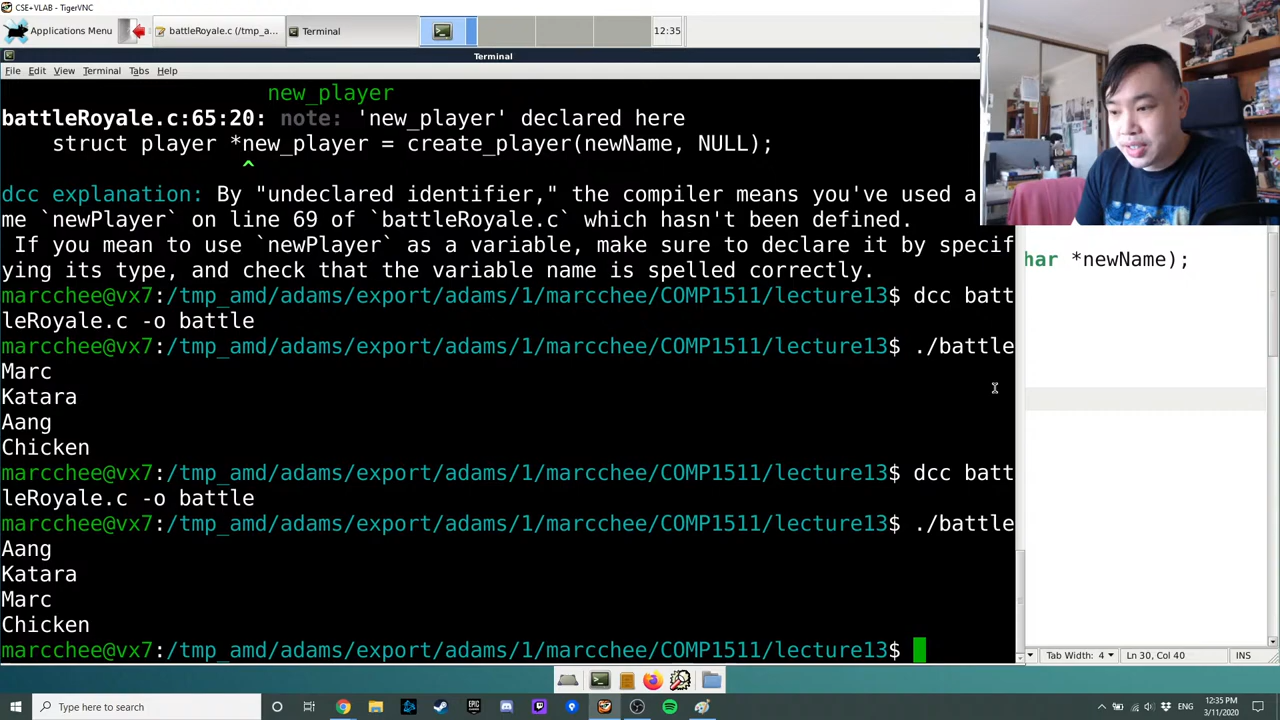 CSE+VLAB - TigerVNC
Applications Menu
battleRoyale.c (/tmp_a...
Terminal
12:35
Terminal
File Edit View Terminal Tabs Help
new_player
battleRoyale.c:65:20: note: 'new_player' declared here
struct player *new_player = create_player(newName, NULL);
^
dcc explanation: By "undeclared identifier," the compiler means you've used a
me `newPlayer` on line 69 of `battleRoyale.c` which hasn't been defined.
If you mean to use `newPlayer` as a variable, make sure to declare it by specif
ying its type, and check that the variable name is spelled correctly.
marcchee@vx7:/tmp_amd/adams/export/adams/1/marcchee/COMP1511/lecture13$ dcc batt
leRoyale.c -o battle
marcchee@vx7:/tmp_amd/adams/export/adams/1/marcchee/COMP1511/lecture13$ ./battle
Marc
Katara
Aang
Chicken
marcchee@vx7:/tmp_amd/adams/export/adams/1/marcchee/COMP1511/lecture13$ dcc batt
leRoyale.c -o battle
marcchee@vx7:/tmp_amd/adams/export/adams/1/marcchee/COMP1511/lecture13$ ./battle
Aang
Katara
Marc
Chicken
marcchee@vx7:/tmp_amd/adams/export/adams/1/marcchee/COMP1511/lecture13$
har *newName);
Tab Width: 4
Ln 30, Col 40
INS
Type here to search
ENG
12:35 PM
3/11/2020